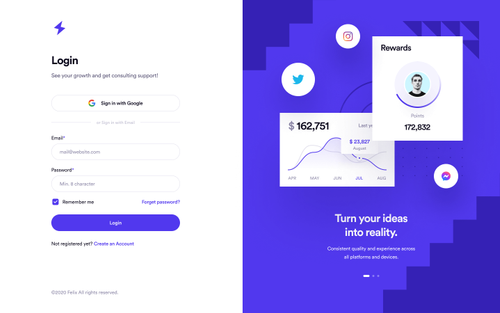 Login
See your growth and get consulting support!
Sign in with Google
or Sign in with Email
Email*
mail@website.com
Password*
Min. 8 character
Remember me
Forget password?
Login
Not registered yet? Create an Account
©2020 Felix All rights reserved.
Rewards
Points
172,832
$ 162,751
Last ye
$ 23,827
August
APR MAY JUN JUL AUG
Turn your ideas
into reality.
Consistent quality and experience across
all platforms and devices.